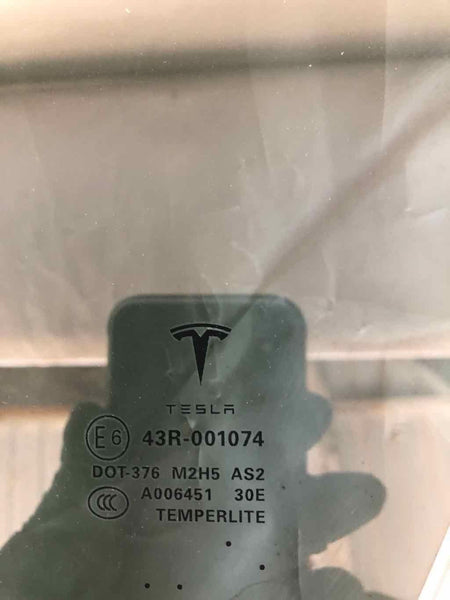 TESLA
E6 43R-001074
DOT-376 M2H5 AS2
CCC A006451 30E
TEMPERLITE